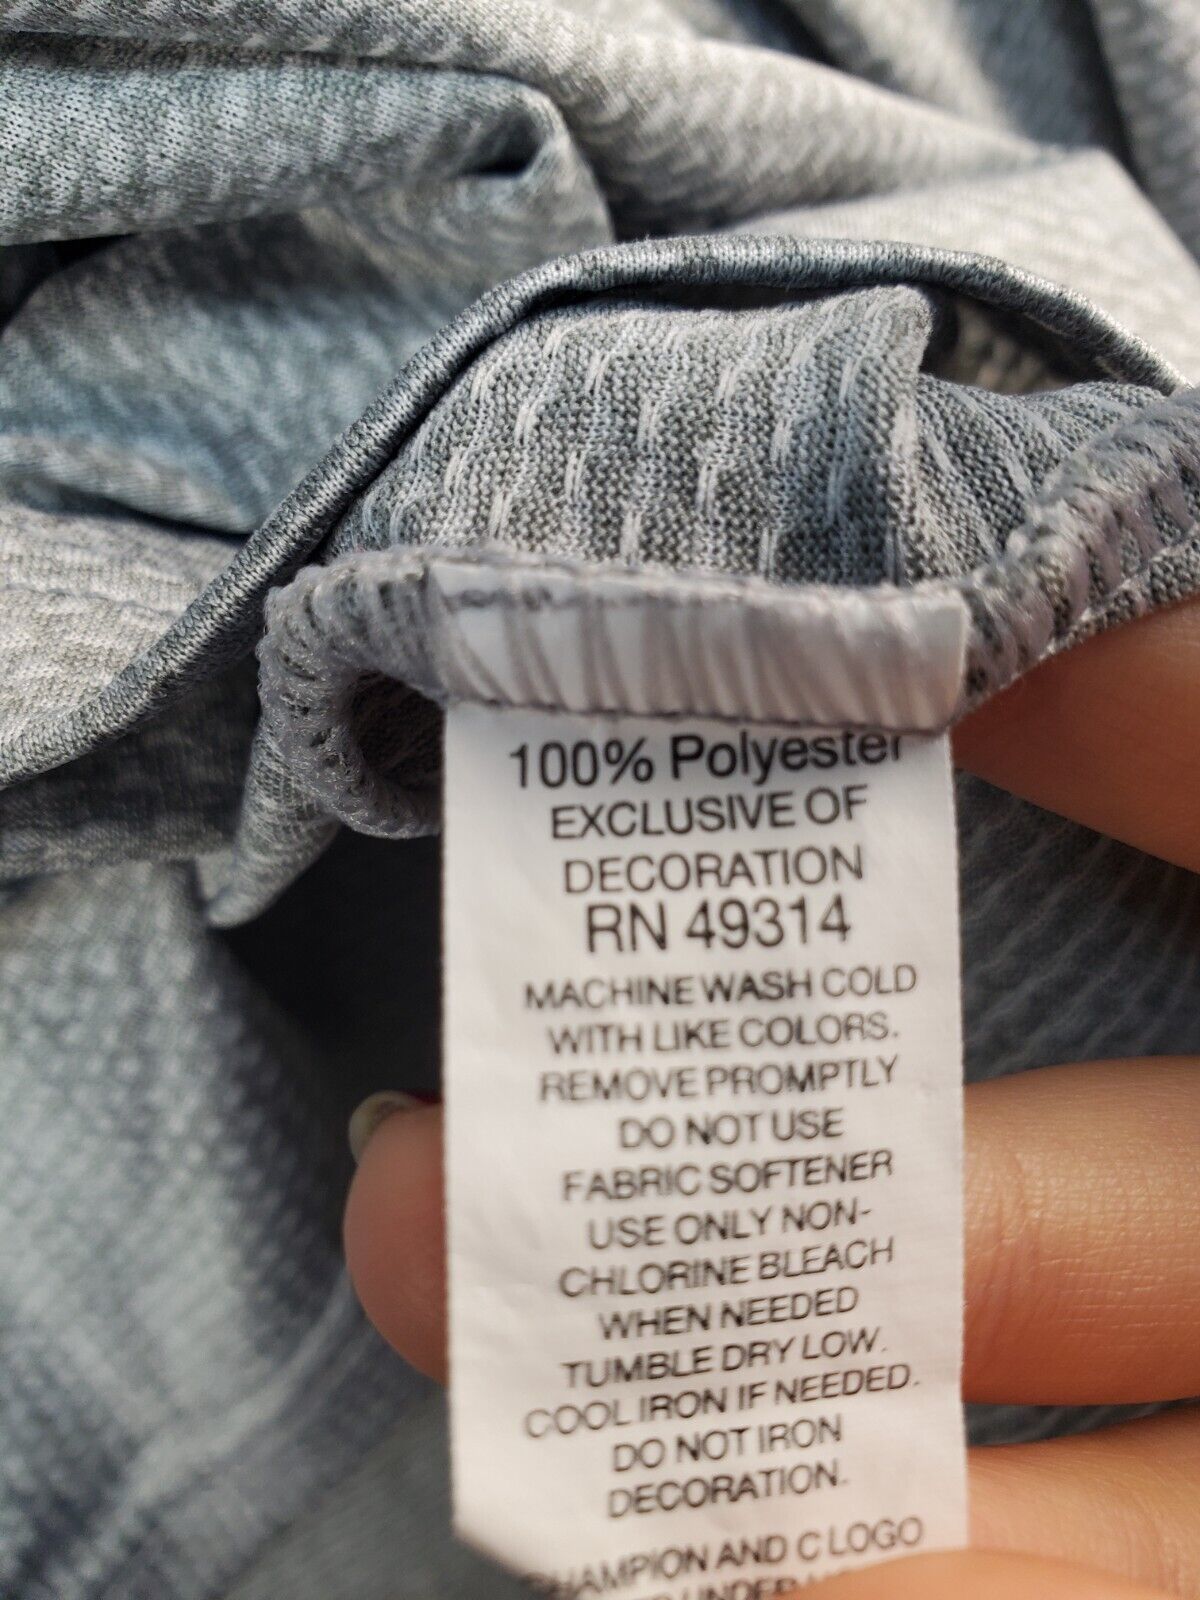 100% Polyester
EXCLUSIVE OF
DECORATION
RN 49314
MACHINE WASH COLD
WITH LIKE COLORS.
REMOVE PROMPTLY
DO NOT USE
FABRIC SOFTENER
USE ONLY NON-
CHLORINE BLEACH
WHEN NEEDED
TUMBLE DRY LOW.
COOL IRON IF NEEDED.
DO NOT IRON
DECORATION.
AND C LOGO